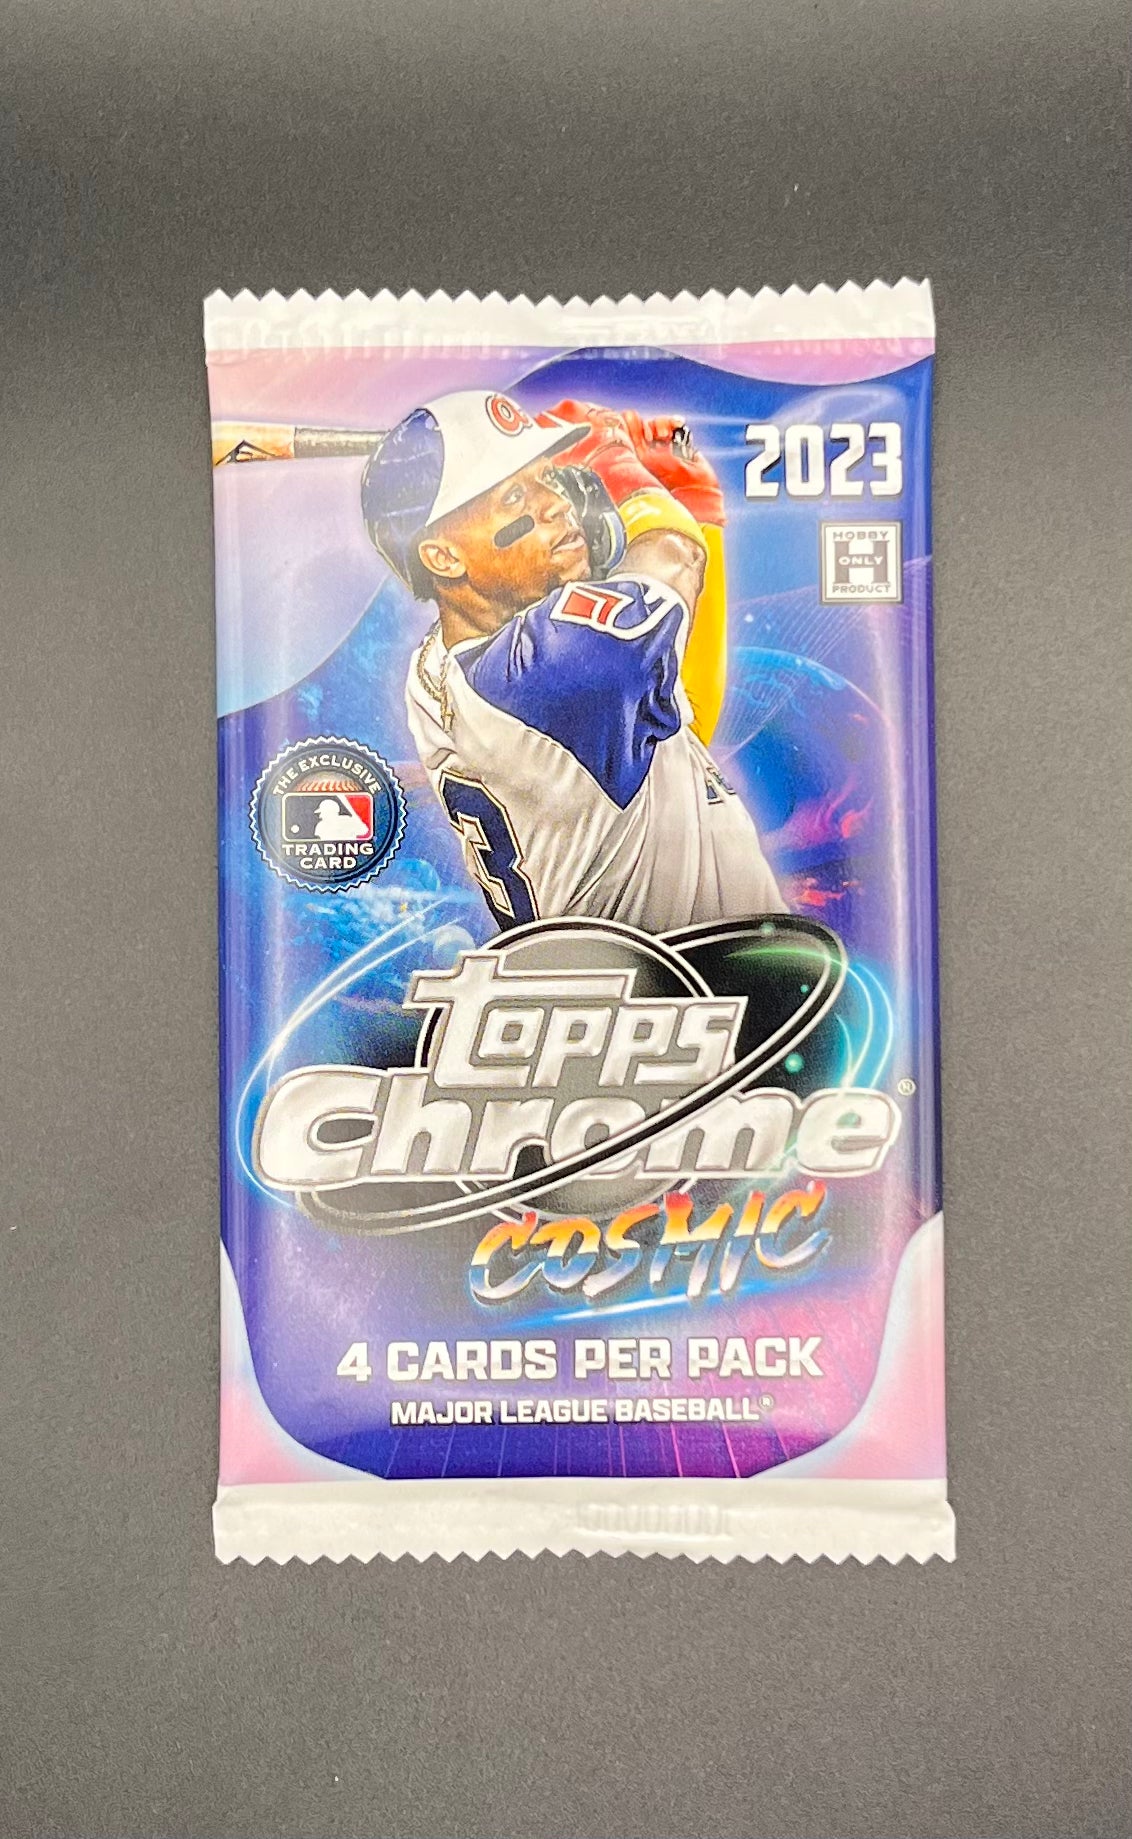 2023
HOBBY
ONLY
PRODUCT
THE EXCLUSIVE
TRADING
CARD
topps
Chrome®
COSMIC
4 CARDS PER PACK
MAJOR LEAGUE BASEBALL®